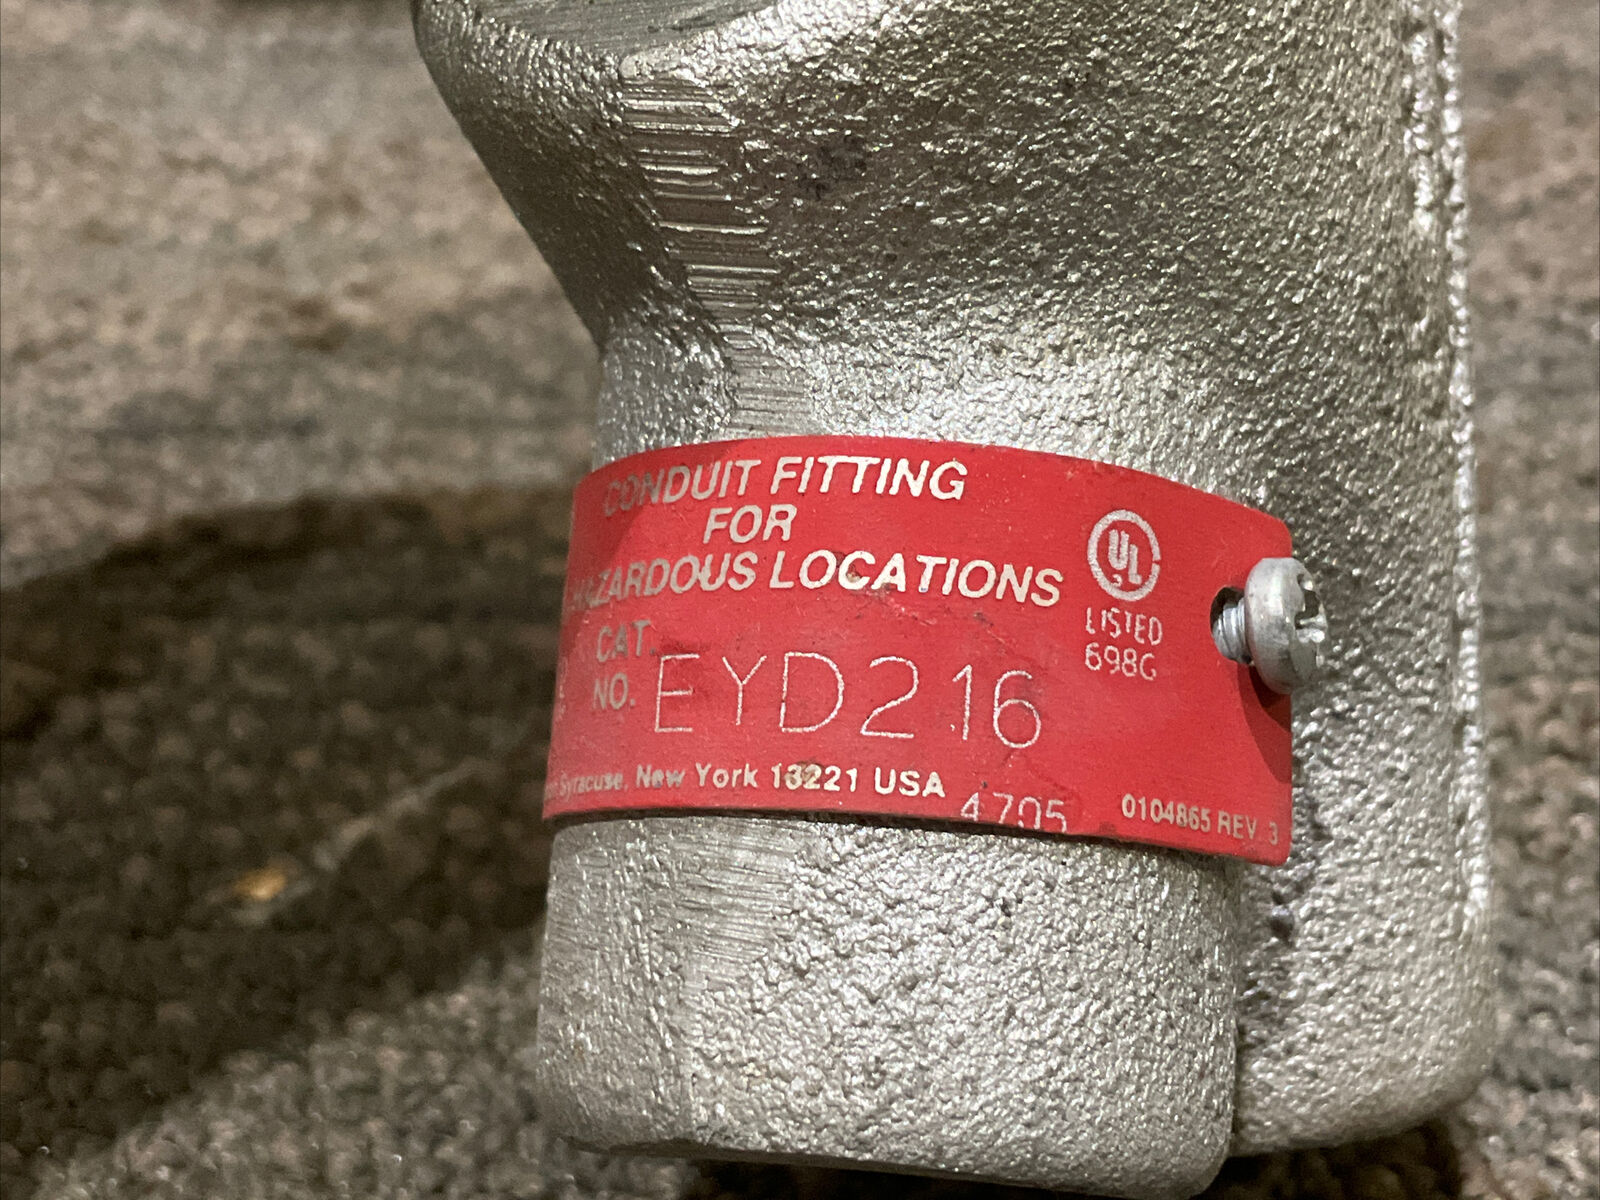 CONDUIT FITTING
FOR
HAZARDOUS LOCATIONS
UL
LISTED
698G
CAT.
NO. EYD216
Syracuse, New York 13221 USA
4705
0104865 REV. 3